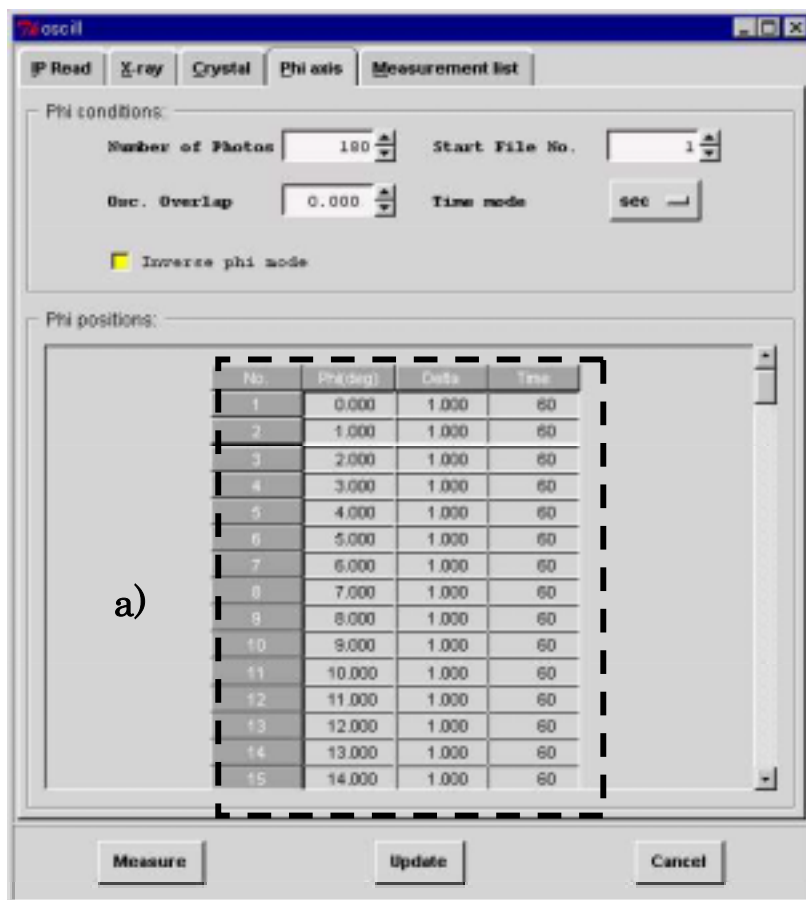 oscill
IP Read X-ray Crystal Phi axis Measurement list
Phi conditions:
Number of Photos 180 Start File No. 1
Osc. Overlap 0.000 Time mode sec
Inverse phi mode
Phi positions:
No. Phi(deg) Delta Time
1 0.000 1.000 60
2 1.000 1.000 60
3 2.000 1.000 60
4 3.000 1.000 60
5 4.000 1.000 60
6 5.000 1.000 60
7 6.000 1.000 60
8 7.000 1.000 60
a)
9 8.000 1.000 60
10 9.000 1.000 60
11 10.000 1.000 60
12 11.000 1.000 60
13 12.000 1.000 60
14 13.000 1.000 60
15 14.000 1.000 60
Measure Update Cancel